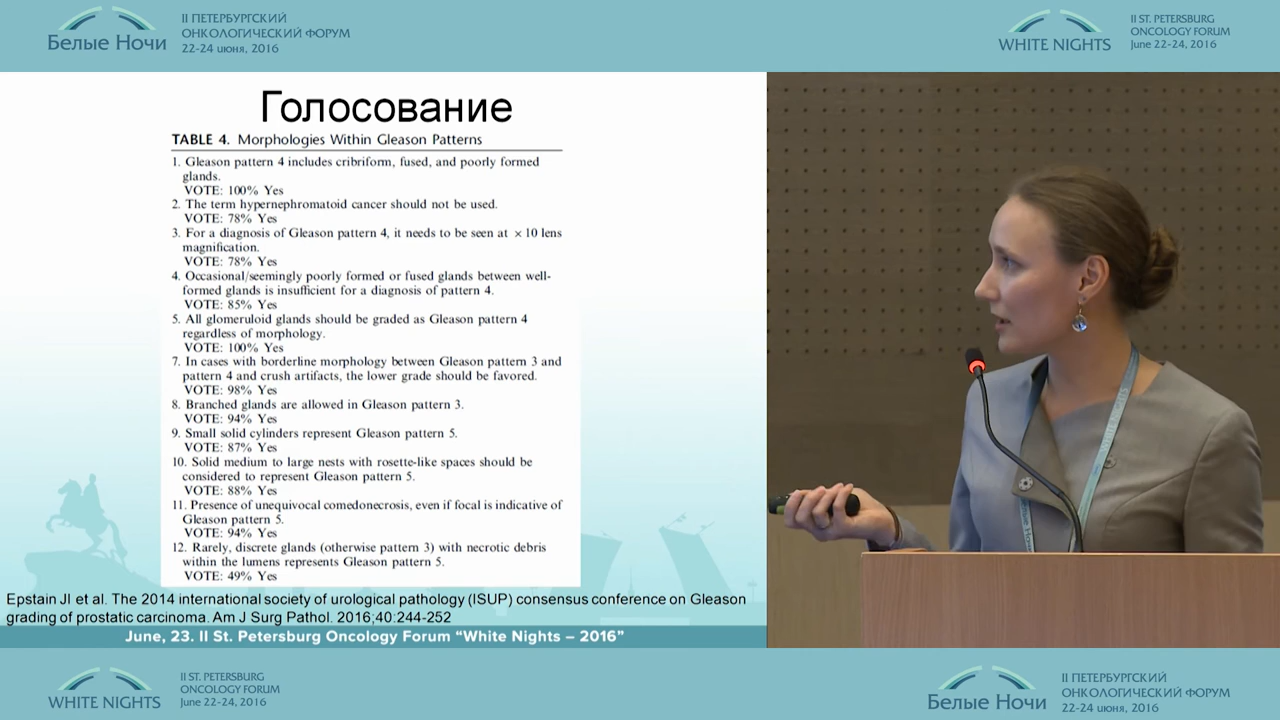 Белые Ночи
II ПЕТЕРБУРГСКИЙ
ОНКОЛОГИЧЕСКИЙ ФОРУМ
22-24 июня, 2016
WHITE NIGHTS
II ST. PETERSBURG
ONCOLOGY FORUM
June 22-24, 2016
Голосование
TABLE 4. Morphologies Within Gleason Patterns
1. Gleason pattern 4 includes cribriform, fused, and poorly formed
glands.
VOTE: 100% Yes
2. The term hypernephromatoid cancer should not be used.
VOTE: 78% Yes
3. For a diagnosis of Gleason pattern 4, it needs to be seen at ×10 lens
magnification.
VOTE: 78% Yes
4. Occasional/seemingly poorly formed or fused glands between well-
formed glands is insufficient for a diagnosis of pattern 4.
VOTE: 85% Yes
5. All glomeruloid glands should be graded as Gleason pattern 4
regardless of morphology.
VOTE: 100% Yes
7. In cases with borderline morphology between Gleason pattern 3 and
pattern 4 and crush artifacts, the lower grade should be favored.
VOTE: 98% Yes
8. Branched glands are allowed in Gleason pattern 3.
VOTE: 94% Yes
9. Small solid cylinders represent Gleason pattern 5.
VOTE: 87% Yes
10. Solid medium to large nests with rosette-like spaces should be
considered to represent Gleason pattern 5.
VOTE: 88% Yes
11. Presence of unequivocal comedonecrosis, even if focal is indicative of
Gleason pattern 5.
VOTE: 94% Yes
12. Rarely, discrete glands (otherwise pattern 3) with necrotic debris
within the lumens represents Gleason pattern 5.
VOTE: 49% Yes
Epstain JI et al. The 2014 international society of urological pathology (ISUP) consensus conference on Gleason
grading of prostatic carcinoma. Am J Surg Pathol. 2016;40:244-252
June, 23. II St. Petersburg Oncology Forum “White Nights – 2016”
WHITE NIGHTS
II ST. PETERSBURG
ONCOLOGY FORUM
June 22-24, 2016
Белые Ночи
II ПЕТЕРБУРГСКИЙ
ОНКОЛОГИЧЕСКИЙ ФОРУМ
22-24 июня, 2016